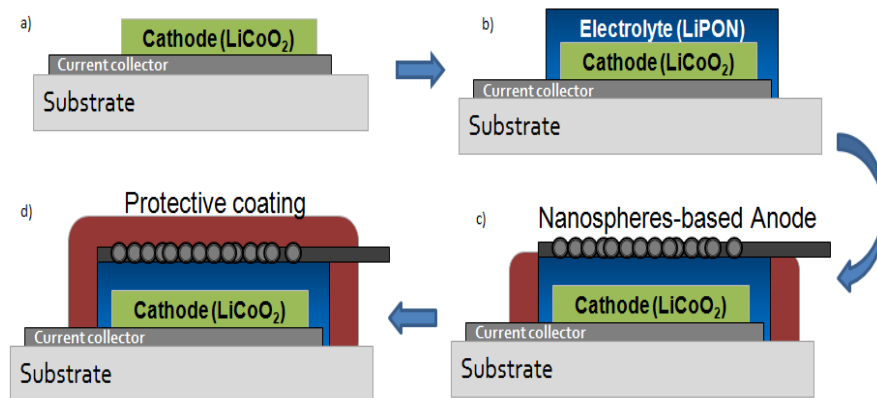 a)
Cathode (LiCoO₂)
Current collector
Substrate
b)
Electrolyte (LiPON)
Cathode (LiCoO₂)
Current collector
Substrate
d)
Protective coating
Cathode (LiCoO₂)
Current collector
Substrate
c)
Nanospheres-based Anode
Cathode (LiCoO₂)
Current collector
Substrate